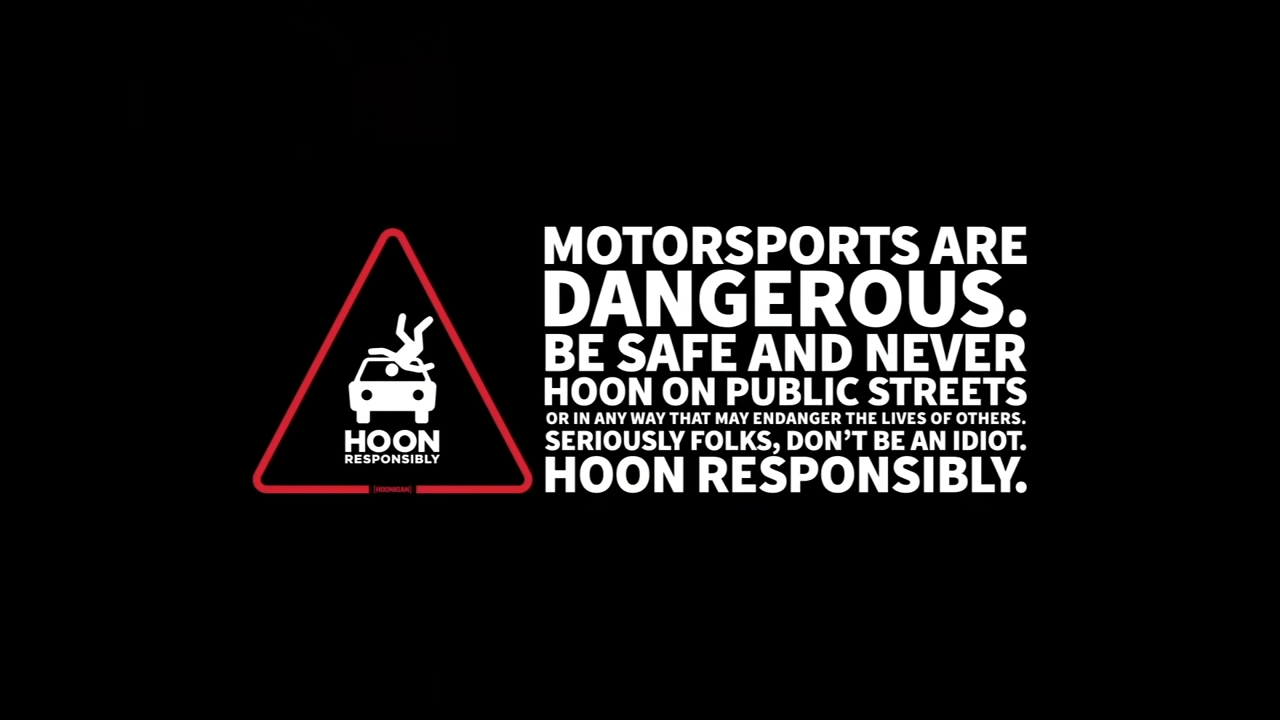 HOON
RESPONSIBLY
[HOONIGAN]
MOTORSPORTS ARE
DANGEROUS.
BE SAFE AND NEVER
HOON ON PUBLIC STREETS
OR IN ANY WAY THAT MAY ENDANGER THE LIVES OF OTHERS.
SERIOUSLY FOLKS, DON'T BE AN IDIOT.
HOON RESPONSIBLY.